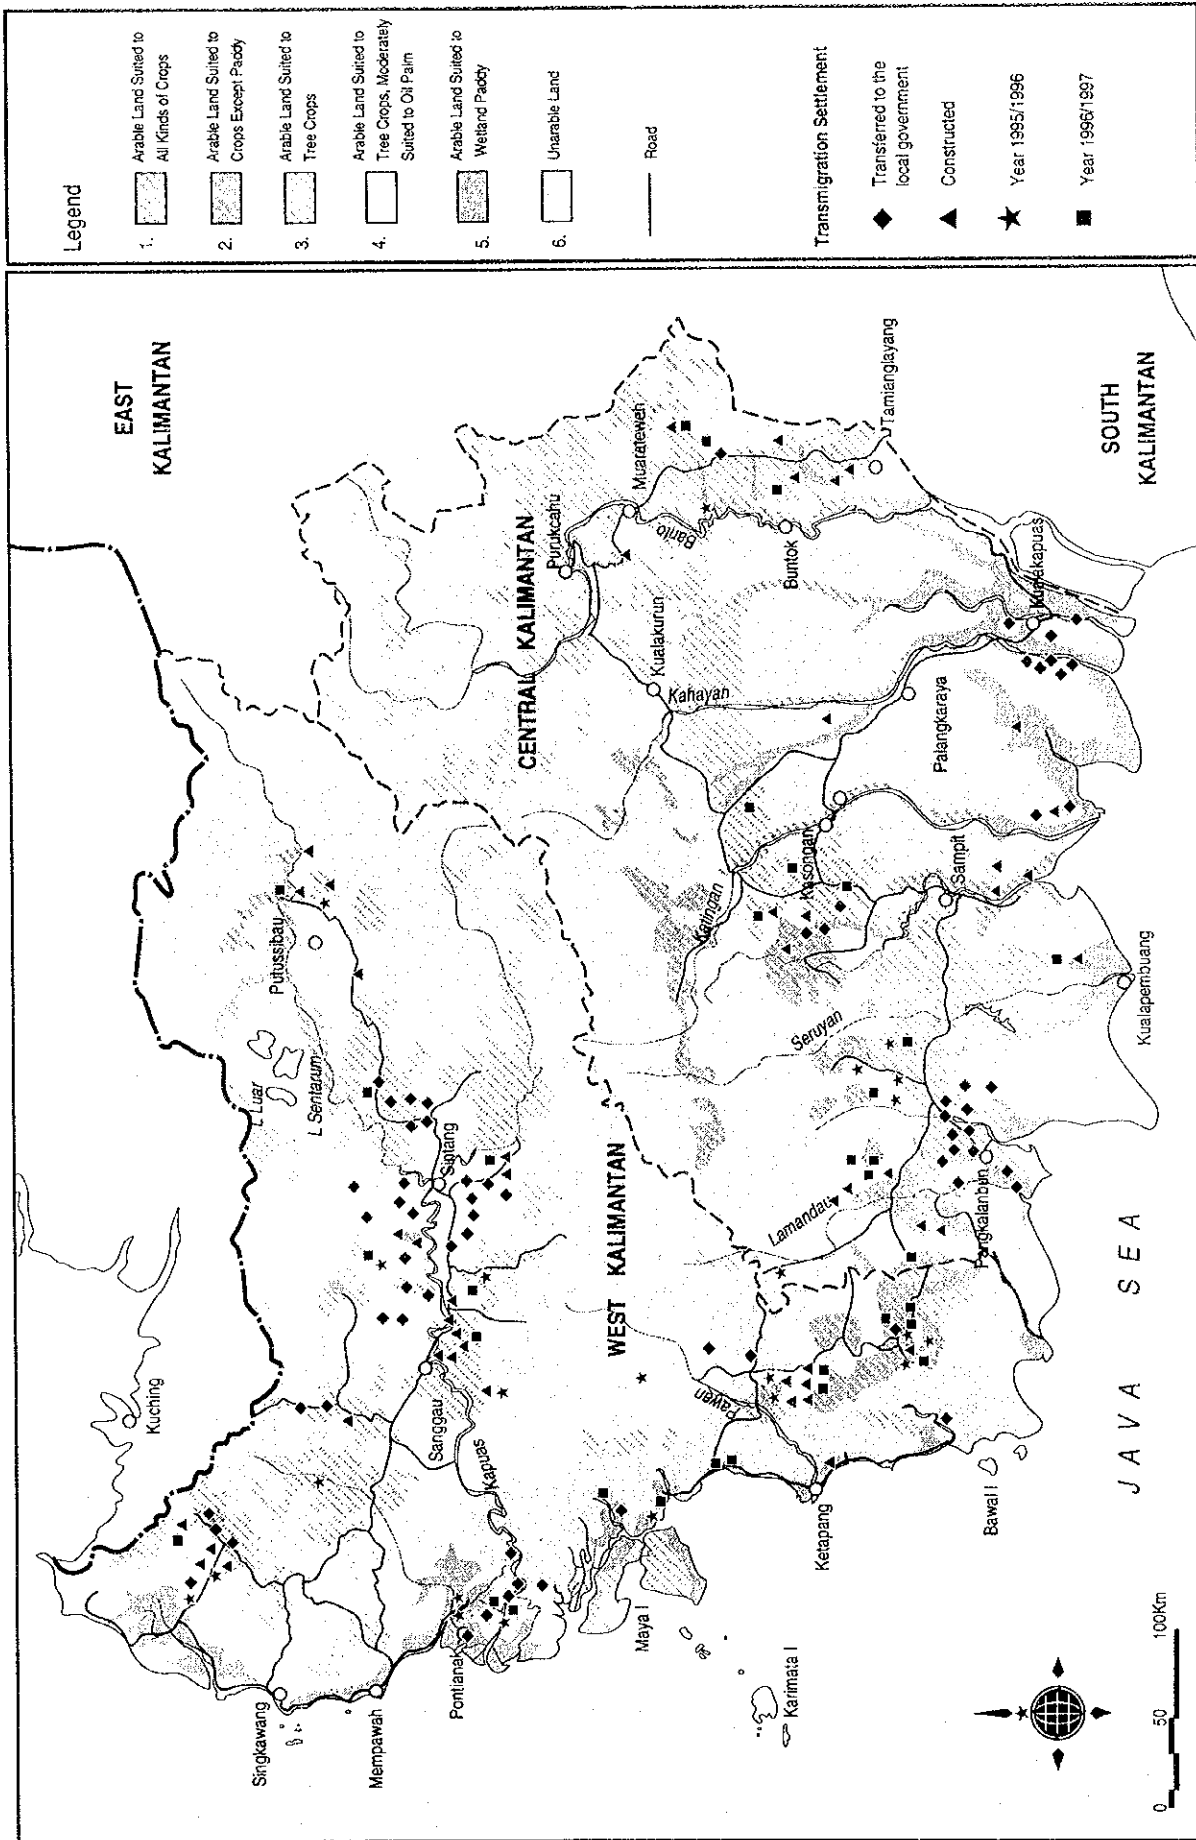 Legend
1.
Arable Land Suited to
All Kinds of Crops
2.
Arable Land Suited to
Crops Except Paddy
3.
Arable Land Suited to
Tree Crops
4.
Arable Land Suited to
Tree Crops, Moderately
Suited to Oil Palm
5.
Arable Land Suited to
Wetland Paddy
6.
Unarable Land
Road
Transmigration Settlement
Transferred to the
local government
Constructed
Year 1995/1996
Year 1996/1997
EAST
KALIMANTAN
SOUTH
KALIMANTAN
CENTRAL KALIMANTAN
WEST KALIMANTAN
JAVA SEA
Kuching
Singkawang
Mempawah
Pontianak
Sanggau
Kapuas
Sintang
L Luar
L Sentarum
Putussibau
Maya I
Karimata I
Ketapang
Pawan
Bawal I
Lamandau
Pangkalanbun
Seruyan
Kualapembuang
Sampit
Kasongan
Katingan
Palangkaraya
Kahayan
Kualakurun
Purukcahu
Muarateweh
Barito
Buntok
Tamianglayang
Kualakapuas
0 50 100Km